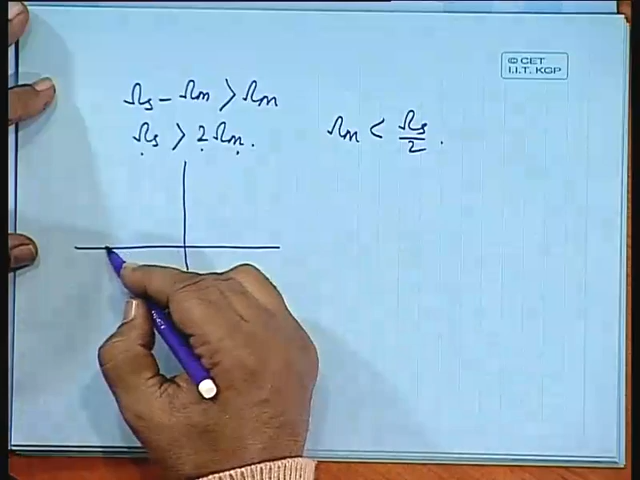 © CET
I.I.T. KGP
Ωs - Ωm > Ωm
Ωs > 2Ωm.
Ωm < Ωs/2.